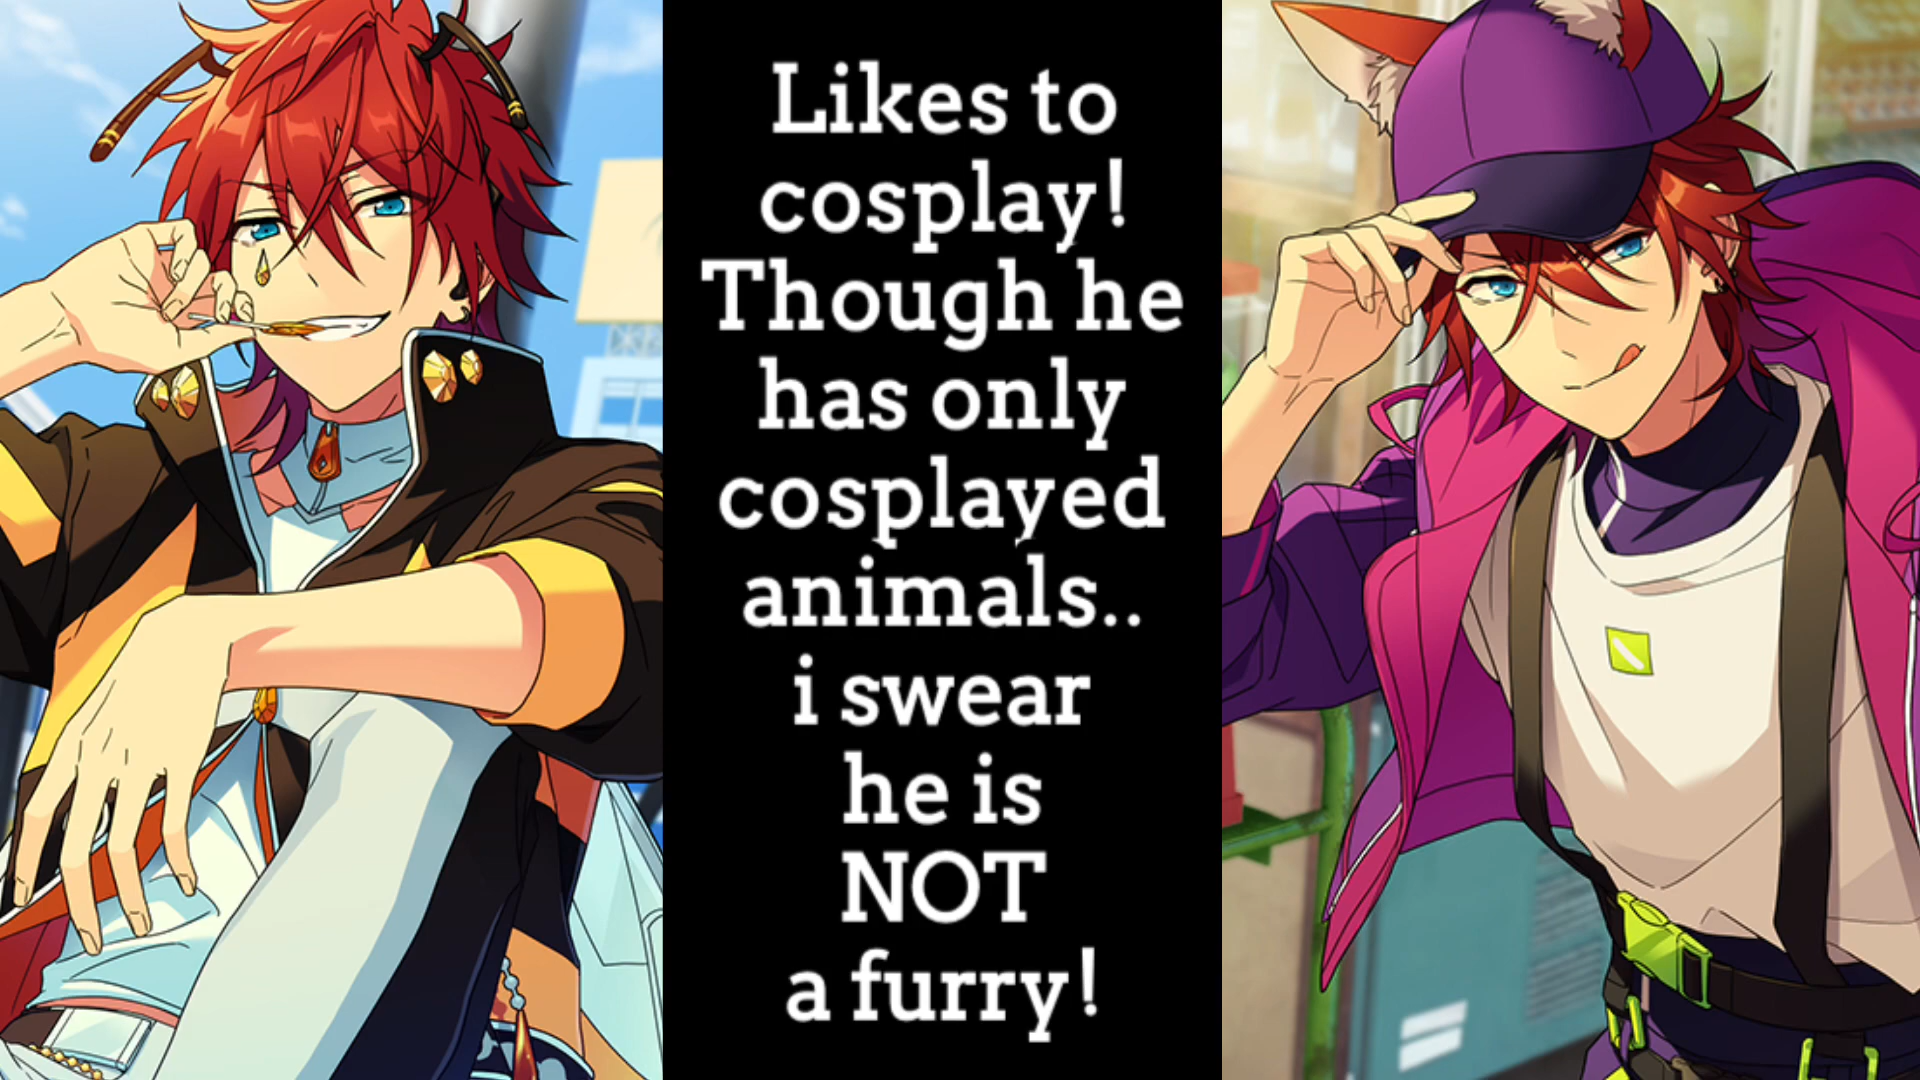 Likes to
cosplay!
Though he
has only
cosplayed
animals..
i swear
he is
NOT
a furry!